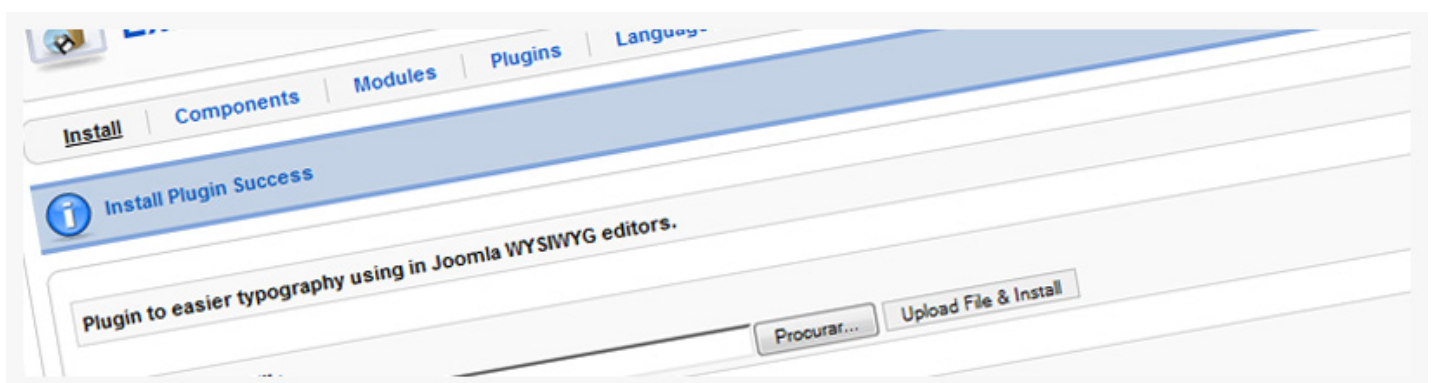 Install Components Modules Plugins
Install Plugin Success
Plugin to easier typography using in Joomla WYSIWYG editors.
Procurar... Upload File & Install